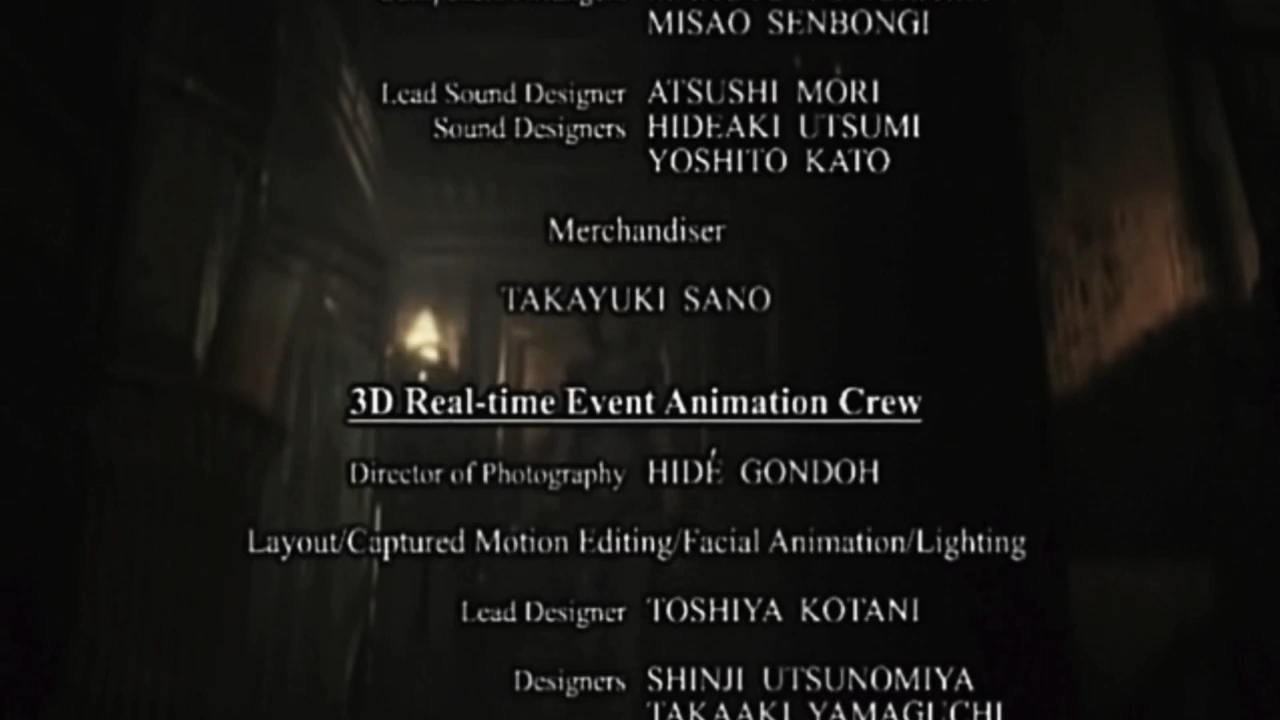 MISAO SENBONGI
Lead Sound Designer ATSUSHI MORI
Sound Designers HIDEAKI UTSUMI
YOSHITO KATO
Merchandiser
TAKAYUKI SANO
3D Real-time Event Animation Crew
Director of Photography HIDÉ GONDOH
Layout/Captured Motion Editing/Facial Animation/Lighting
Lead Designer TOSHIYA KOTANI
Designers SHINJI UTSUNOMIYA
TAKAAKI YAMAGUCHI